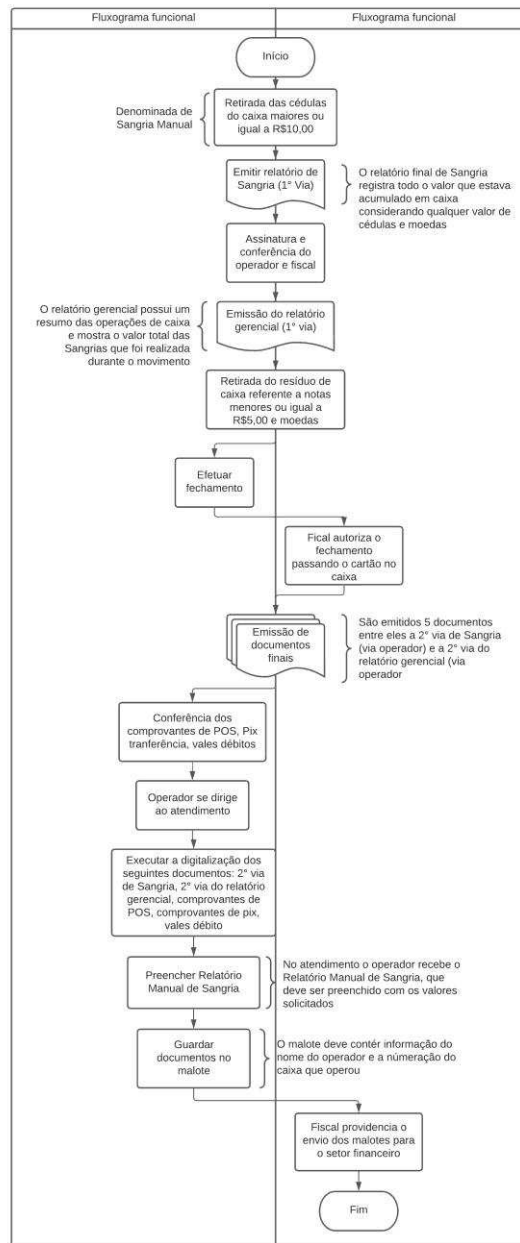 Fluxograma funcional
Fluxograma funcional
Início
Denominada de
Sangria Manual
Retirada das cédulas
do caixa maiores ou
igual a R$10,00
Emitir relatório de
Sangria (1° Via)
O relatório final de Sangria
registra todo o valor que estava
acumulado em caixa
considerando qualquer valor de
cédulas e moedas
Assinatura e
conferência do
operador e fiscal
O relatório gerencial possui um
resumo das operações de caixa
e mostra o valor total das
Sangrias que foi realizada
durante o movimento
Emissão do relatório
gerencial (1° via)
Retirada do resíduo de
caixa referente a notas
menores ou igual a
R$5,00 e moedas
Efetuar
fechamento
Fical autoriza o
fechamento
passando o cartão no
caixa
Emissão de
documentos
finais
São emitidos 5 documentos
entre eles a 2° via de Sangria
(via operador) e a 2° via do
relatório gerencial (via
operador
Conferência dos
comprovantes de POS, Pix
tranferência, vales débitos
Operador se dirige
ao atendimento
Executar a digitalização dos
seguintes documentos: 2° via
de Sangria, 2° via do relatório
gerencial, comprovantes de
POS, comprovantes de pix,
vales débito
Preencher Relatório
Manual de Sangria
No atendimento o operador recebe o
Relatório Manual de Sangria, que
deve ser preenchido com os valores
solicitados
Guardar
documentos no
malote
O malote deve contér informação do
nome do operador e a númeração do
caixa que operou
Fiscal providencia o
envio dos malotes para
o setor financeiro
Fim